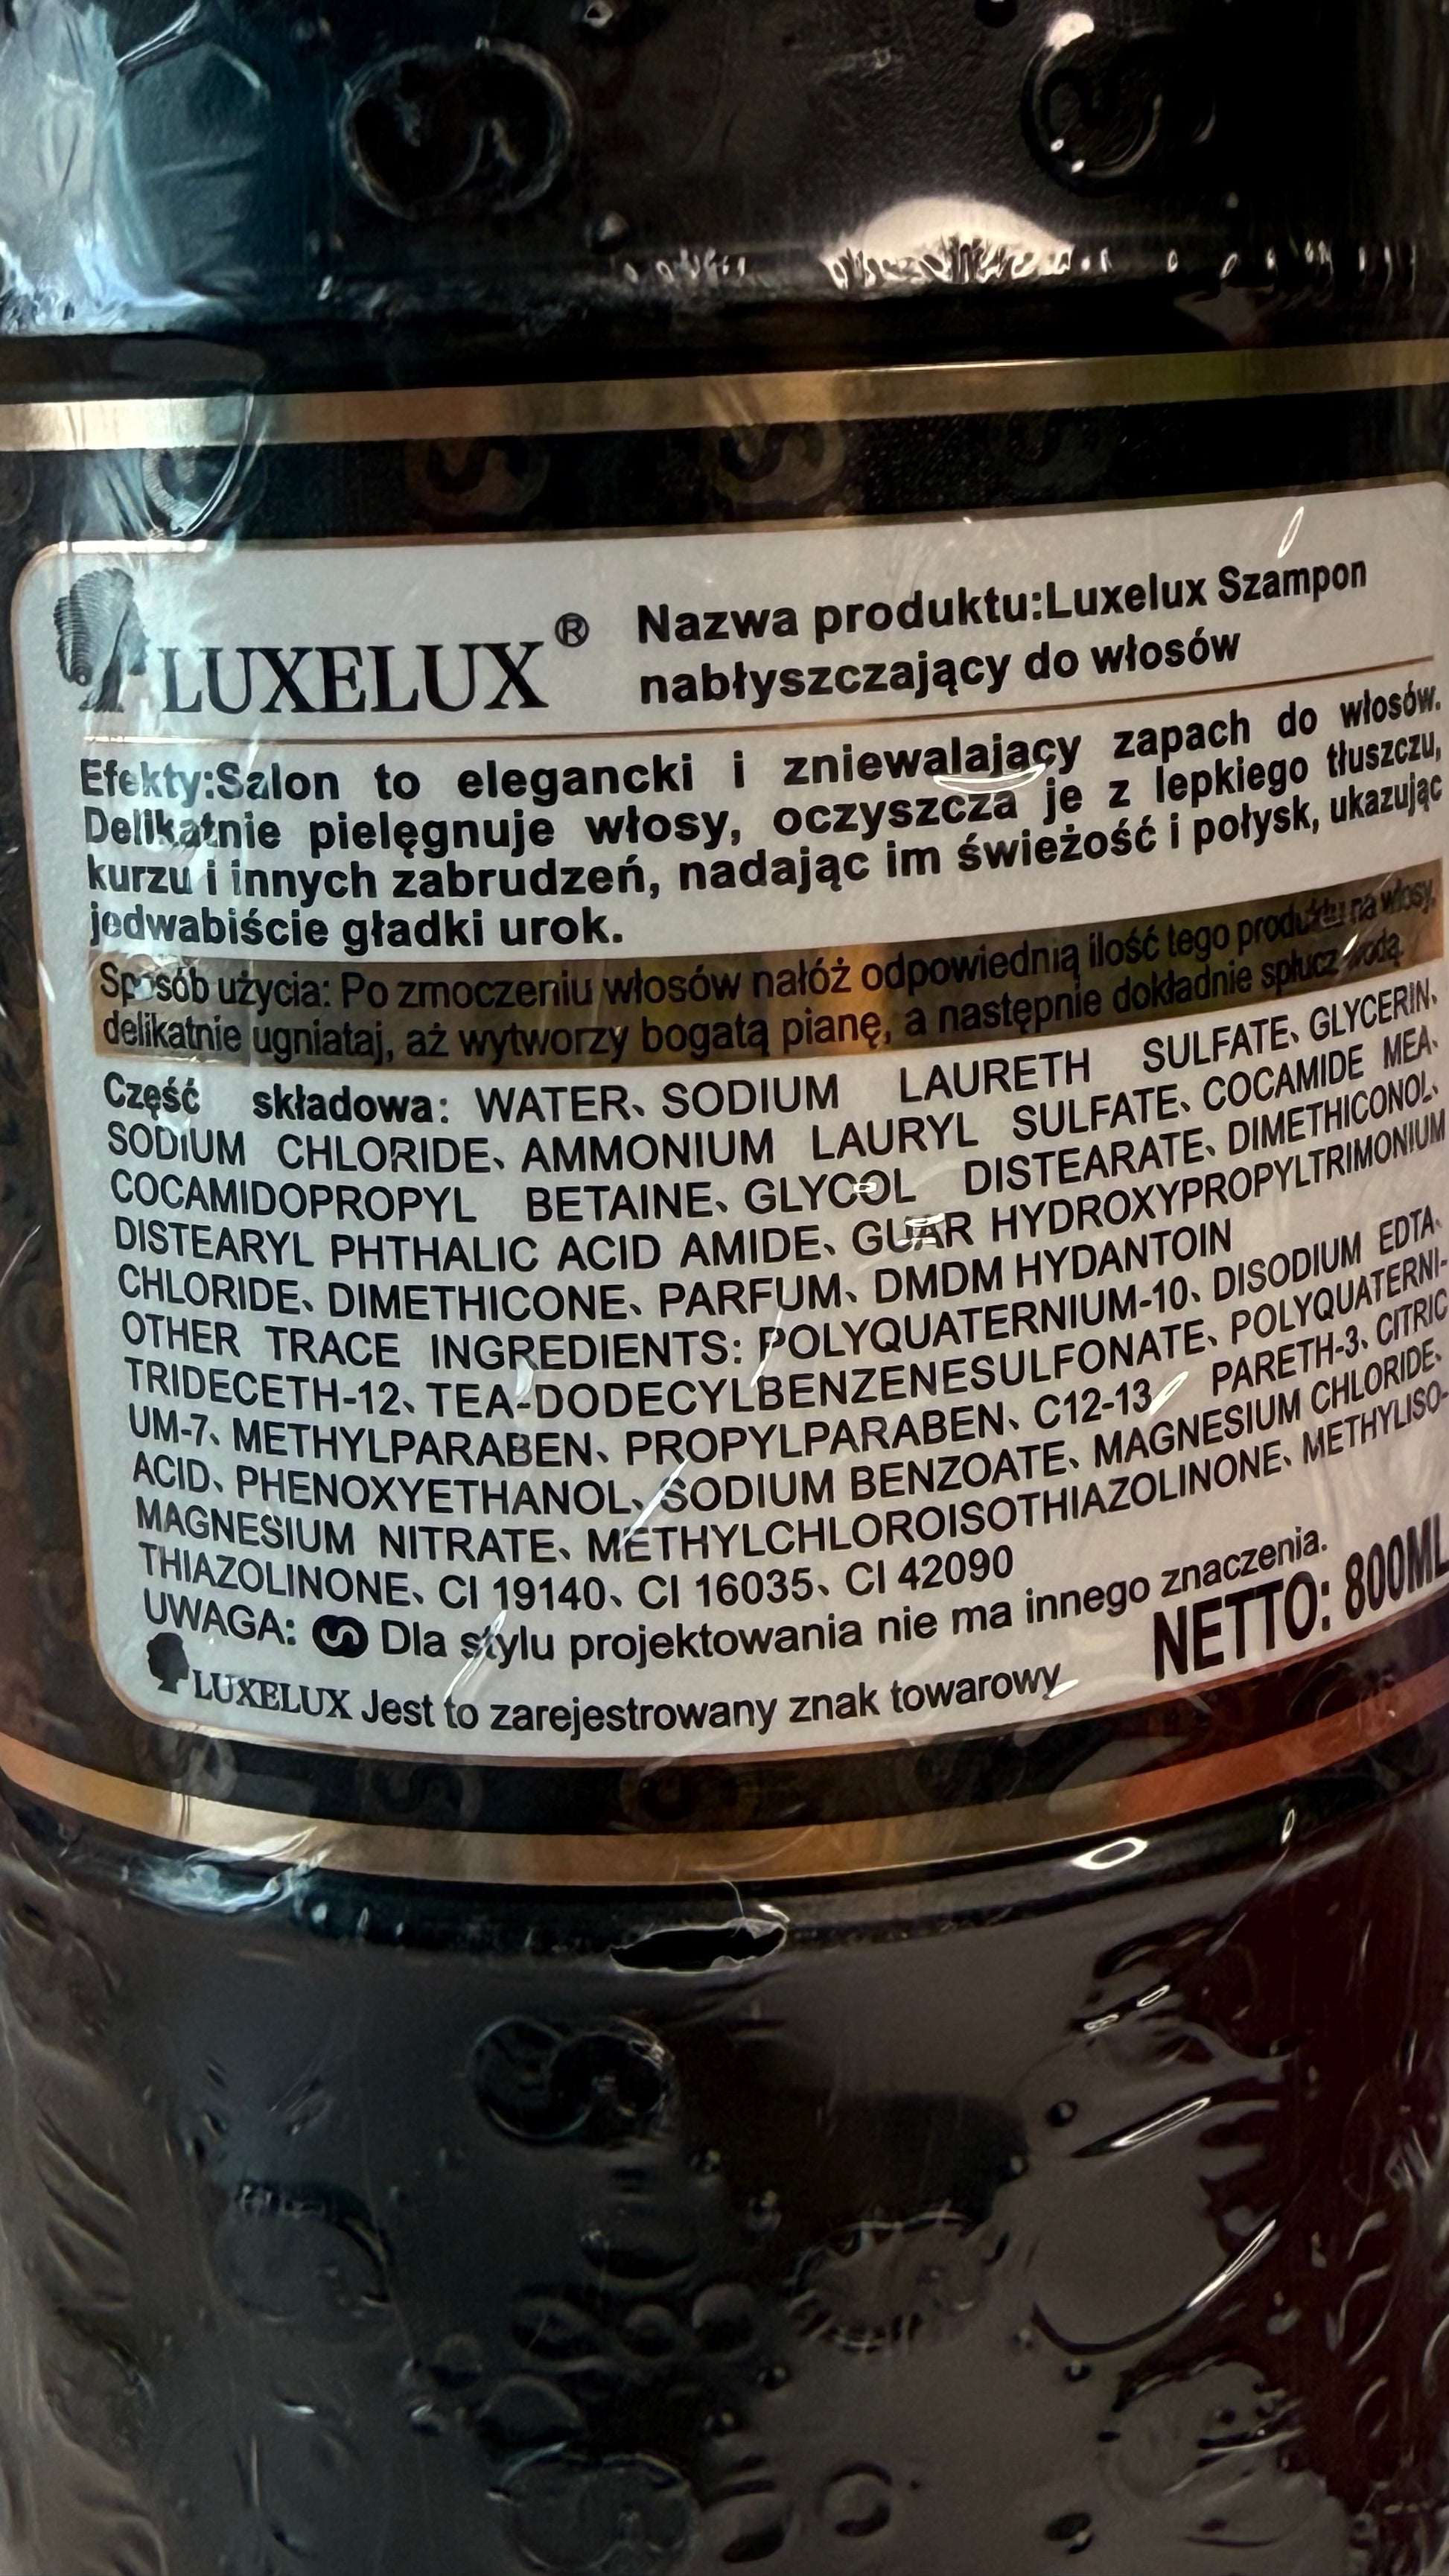 LUXELUX®
Nazwa produktu:Luxelux Szampon
nabłyszczający do włosów
Efekty:Salon to elegancki i zniewalający zapach do włosów.
Delikatnie pielęgnuje włosy, oczyszcza je z lepkiego tłuszczu,
kurzu i innych zabrudzeń, nadając im świeżość i połysk, ukazując
jedwabiście gładki urok.
Sposób użycia: Po zmoczeniu włosów nałóż odpowiednią ilość tego produktu na włosy,
delikatnie ugniataj, aż wytworzy bogatą pianę, a następnie dokładnie spłucz wodą.
Część składowa: WATER、SODIUM LAURETH SULFATE、GLYCERIN、
SODIUM CHLORIDE、AMMONIUM LAURYL SULFATE、COCAMIDE MEA、
COCAMIDOPROPYL BETAINE、GLYCOL DISTEARATE、DIMETHICONOL、
DISTEARYL PHTHALIC ACID AMIDE、GUAR HYDROXYPROPYLTRIMONIUM
CHLORIDE、DIMETHICONE、PARFUM、DMDM HYDANTOIN
OTHER TRACE INGREDIENTS: POLYQUATERNIUM-10、DISODIUM EDTA、
TRIDECETH-12、TEA-DODECYLBENZENESULFONATE、POLYQUATERNI-
UM-7、METHYLPARABEN、PROPYLPARABEN、C12-13 PARETH-3、CITRIC
ACID、PHENOXYETHANOL、SODIUM BENZOATE、MAGNESIUM CHLORIDE、
MAGNESIUM NITRATE、METHYLCHLOROISOTHIAZOLINONE、METHYLISO-
THIAZOLINONE、CI 19140、CI 16035、CI 42090
UWAGA: Dla stylu projektowania nie ma innego znaczenia.
LUXELUX Jest to zarejestrowany znak towarowy
NETTO: 800ML